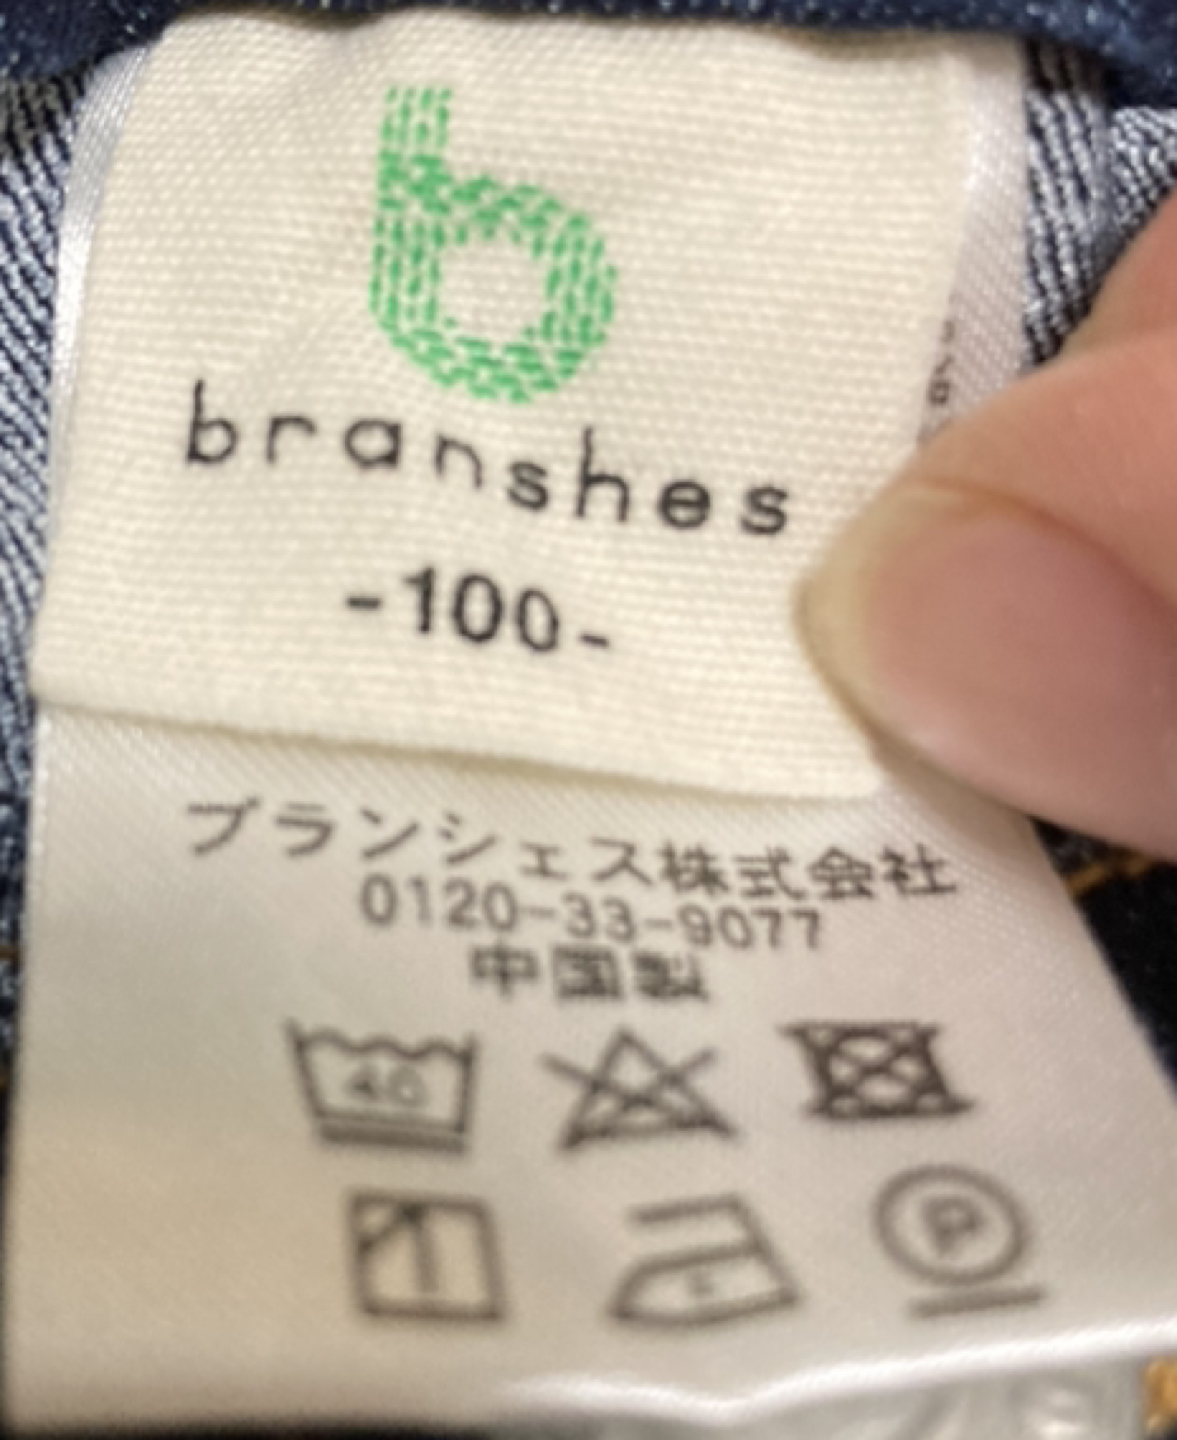 b
branshes
-100-
ブランシェス株式会社
0120-33-9077
中国製
40
P